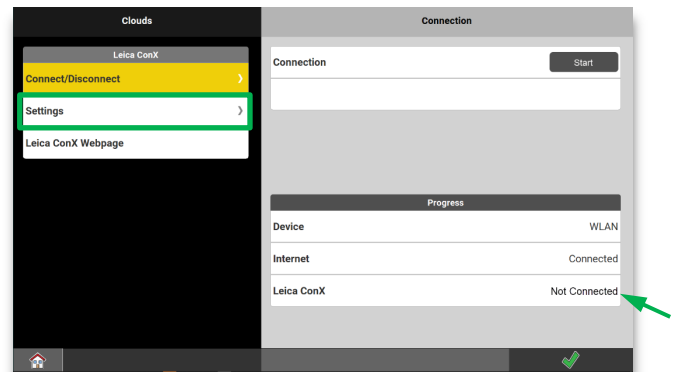 Clouds
Connection
Leica ConX
Connect/Disconnect
Settings
Leica ConX Webpage
Connection
Start
Progress
Device WLAN
Internet Connected
Leica ConX Not Connected